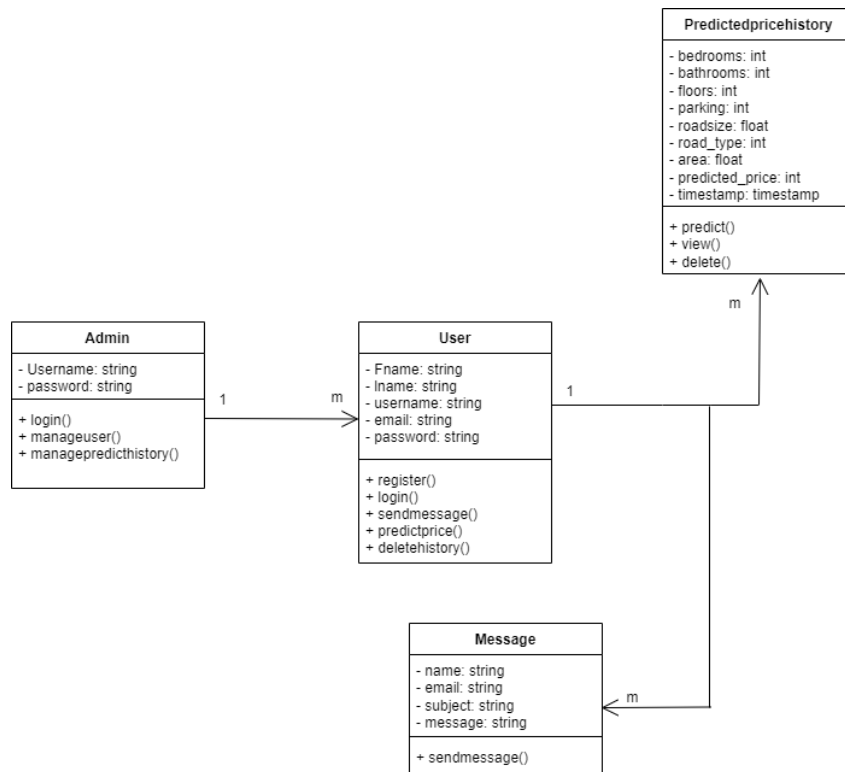 Predictedpricehistory
- bedrooms: int
- bathrooms: int
- floors: int
- parking: int
- roadsize: float
- road_type: int
- area: float
- predicted_price: int
- timestamp: timestamp
+ predict()
+ view()
+ delete()
m
Admin
- Username: string
- password: string
+ login()
+ manageuser()
+ managepredicthistory()
1
m
User
- Fname: string
- lname: string
- username: string
- email: string
- password: string
+ register()
+ login()
+ sendmessage()
+ predictprice()
+ deletehistory()
1
Message
- name: string
- email: string
- subject: string
- message: string
+ sendmessage()
m